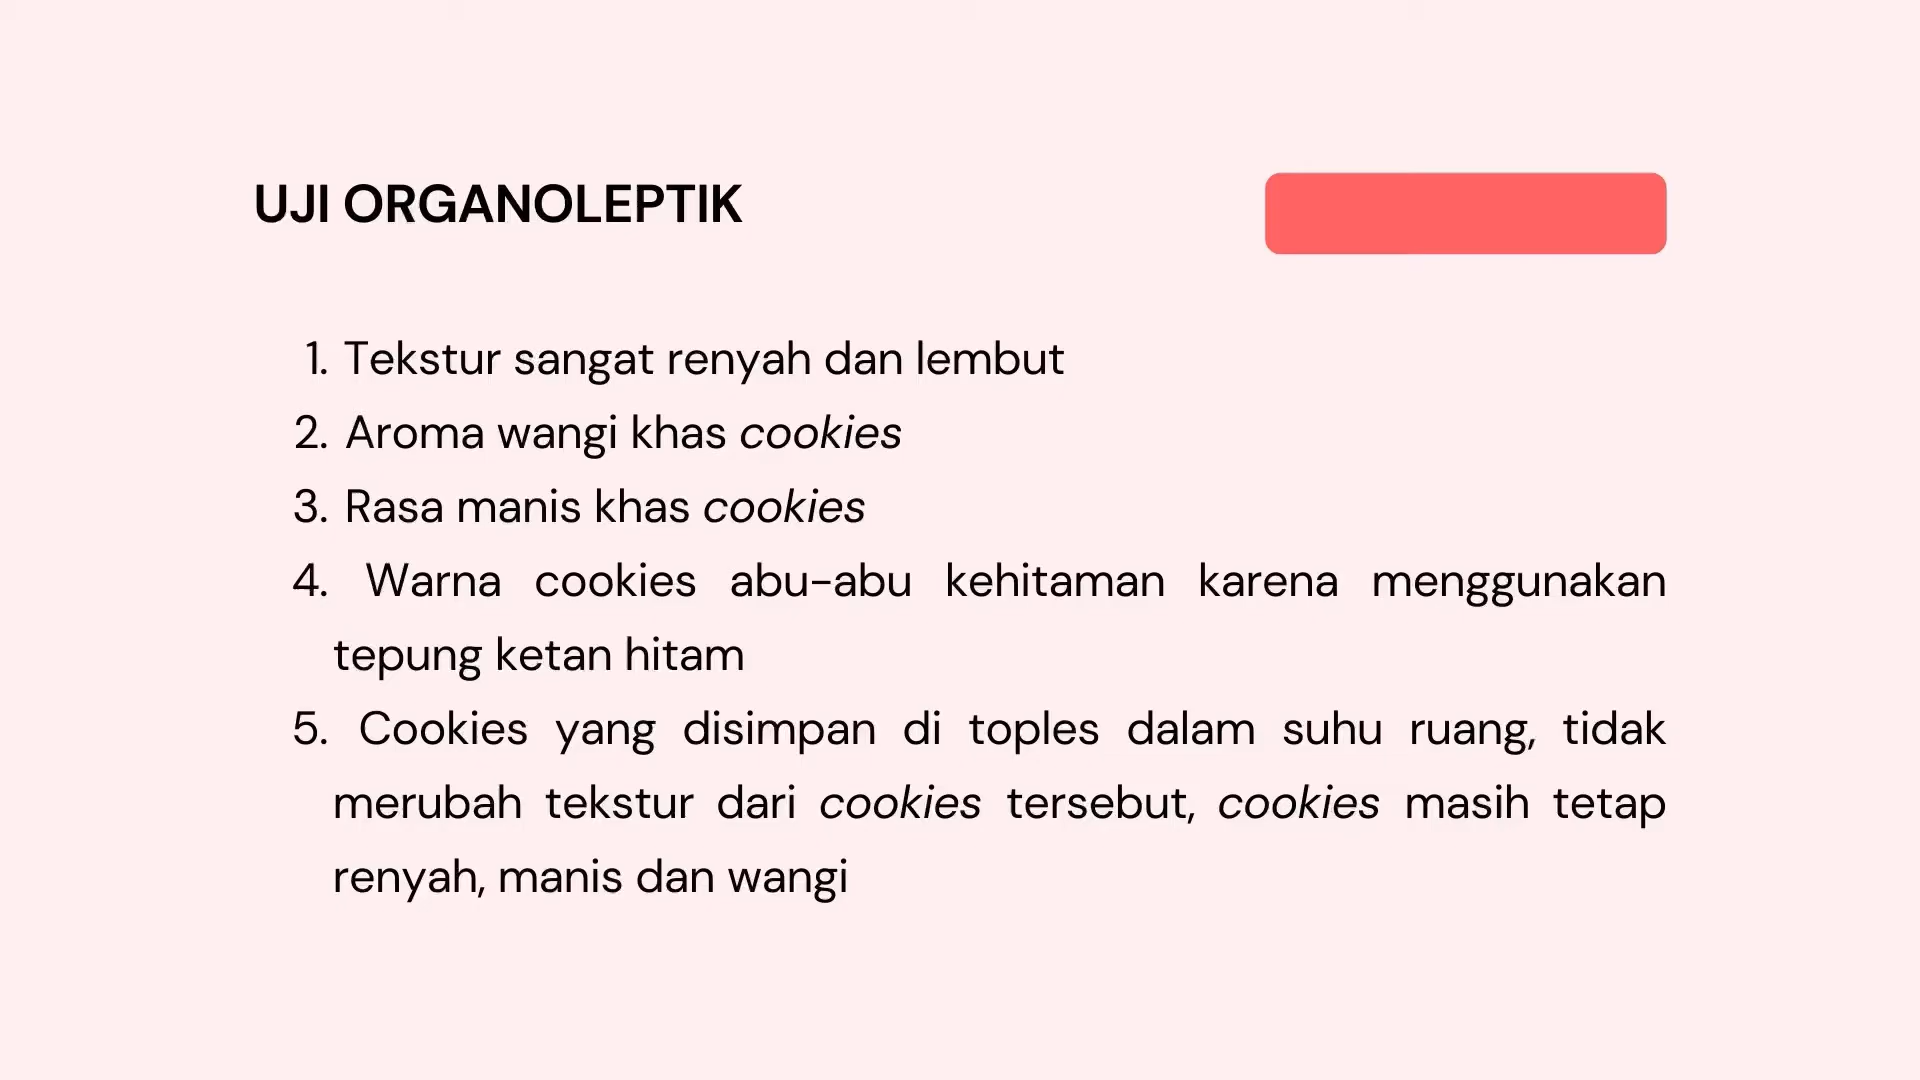 UJI ORGANOLEPTIK
1. Tekstur sangat renyah dan lembut
2. Aroma wangi khas cookies
3. Rasa manis khas cookies
4. Warna cookies abu-abu kehitaman karena menggunakan
tepung ketan hitam
5. Cookies yang disimpan di toples dalam suhu ruang, tidak
merubah tekstur dari cookies tersebut, cookies masih tetap
renyah, manis dan wangi